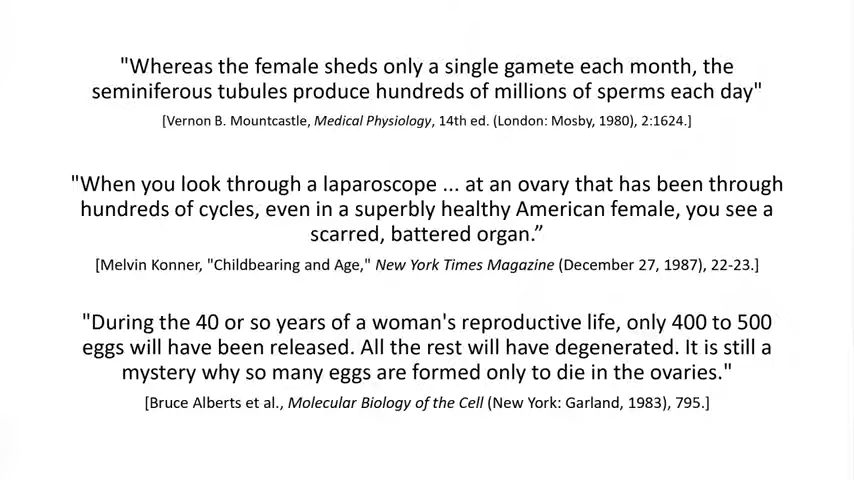 "Whereas the female sheds only a single gamete each month, the
seminiferous tubules produce hundreds of millions of sperms each day"
[Vernon B. Mountcastle, Medical Physiology, 14th ed. (London: Mosby, 1980), 2:1624.]
"When you look through a laparoscope ... at an ovary that has been through
hundreds of cycles, even in a superbly healthy American female, you see a
scarred, battered organ.”
[Melvin Konner, "Childbearing and Age," New York Times Magazine (December 27, 1987), 22-23.]
"During the 40 or so years of a woman's reproductive life, only 400 to 500
eggs will have been released. All the rest will have degenerated. It is still a
mystery why so many eggs are formed only to die in the ovaries."
[Bruce Alberts et al., Molecular Biology of the Cell (New York: Garland, 1983), 795.]